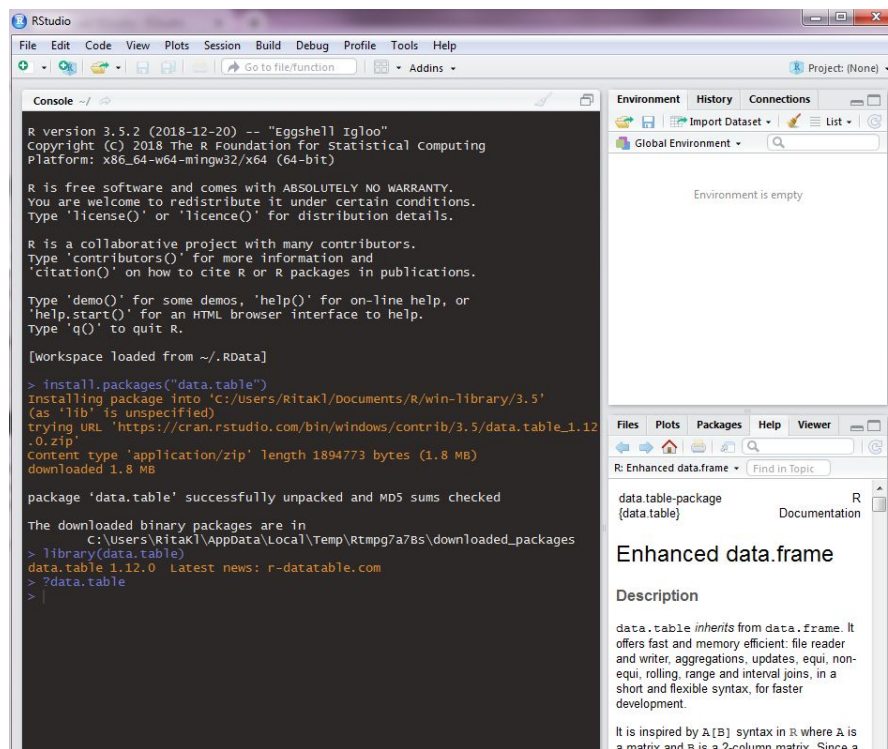 RStudio
File Edit Code View Plots Session Build Debug Profile Tools Help
Go to file/function
Addins
Project: (None)
Console ~/
R version 3.5.2 (2018-12-20) -- "Eggshell Igloo"
Copyright (C) 2018 The R Foundation for Statistical Computing
Platform: x86_64-w64-mingw32/x64 (64-bit)
R is free software and comes with ABSOLUTELY NO WARRANTY.
You are welcome to redistribute it under certain conditions.
Type 'license()' or 'licence()' for distribution details.
R is a collaborative project with many contributors.
Type 'contributors()' for more information and
'citation()' on how to cite R or R packages in publications.
Type 'demo()' for some demos, 'help()' for on-line help, or
'help.start()' for an HTML browser interface to help.
Type 'q()' to quit R.
[Workspace loaded from ~/.RData]
> install.packages("data.table")
Installing package into ‘C:/Users/RitaKl/Documents/R/win-library/3.5’
(as ‘lib’ is unspecified)
trying URL 'https://cran.rstudio.com/bin/windows/contrib/3.5/data.table_1.12
.0.zip'
Content type 'application/zip' length 1894773 bytes (1.8 MB)
downloaded 1.8 MB
package ‘data.table’ successfully unpacked and MD5 sums checked
The downloaded binary packages are in
C:\Users\RitaKl\AppData\Local\Temp\Rtmpg7a7Bs\downloaded_packages
> library(data.table)
data.table 1.12.0 Latest news: r-datatable.com
> ?data.table
>
Environment History Connections
Import Dataset List
Global Environment
Environment is empty
Files Plots Packages Help Viewer
R: Enhanced data.frame Find in Topic
data.table-package R
{data.table} Documentation
Enhanced data.frame
Description
data.table inherits from data.frame. It
offers fast and memory efficient: file reader
and writer, aggregations, updates, equi, non-
equi, rolling, range and interval joins, in a
short and flexible syntax, for faster
development.
It is inspired by A[B] syntax in R where A is
a matrix and B is a 2-column matrix. Since a